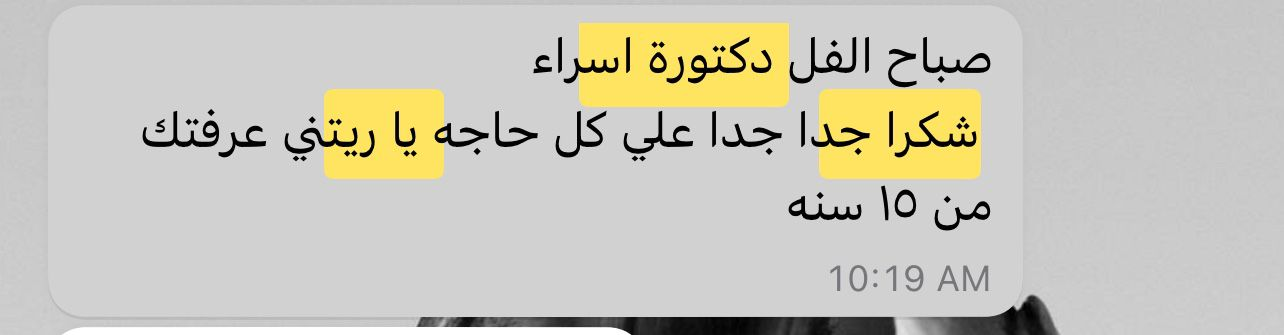 صباح الفل دكتورة اسراء
شكرا جدا جدا علي كل حاجه يا ريتني عرفتك
من ١٥ سنه
10:19 AM